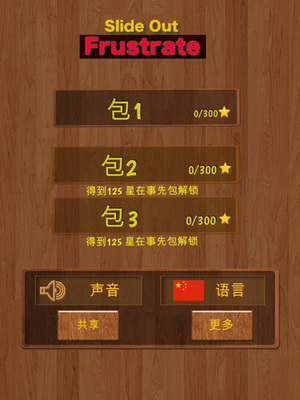 Slide Out
Frustrate
包1
0/300
包2
0/300
得到125 星在事先包解锁
包3
0/300
得到125 星在事先包解锁
声音
语言
共享
更多